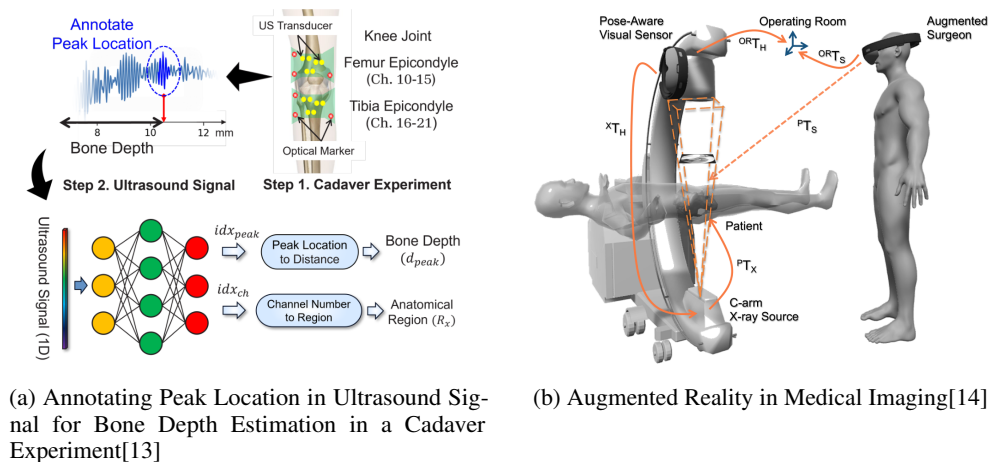 Annotate
Peak Location
6
8
10
12
mm
Bone Depth
Step 2. Ultrasound Signal
US Transducer
Knee Joint
Femur Epicondyle
(Ch. 10-15)
Tibia Epicondyle
(Ch. 16-21)
Optical Marker
Step 1. Cadaver Experiment
Ultrasound Signal (1D)
idx_peak
Peak Location
to Distance
Bone Depth
(d_peak)
idx_ch
Channel Number
to Region
Anatomical
Region (R_x)
(a) Annotating Peak Location in Ultrasound Sig-
nal for Bone Depth Estimation in a Cadaver
Experiment[13]
Pose-Aware
Visual Sensor
Operating Room
Augmented
Surgeon
ORT_H
ORT_S
XT_H
PT_S
Patient
PT_X
C-arm
X-ray Source
(b) Augmented Reality in Medical Imaging[14]